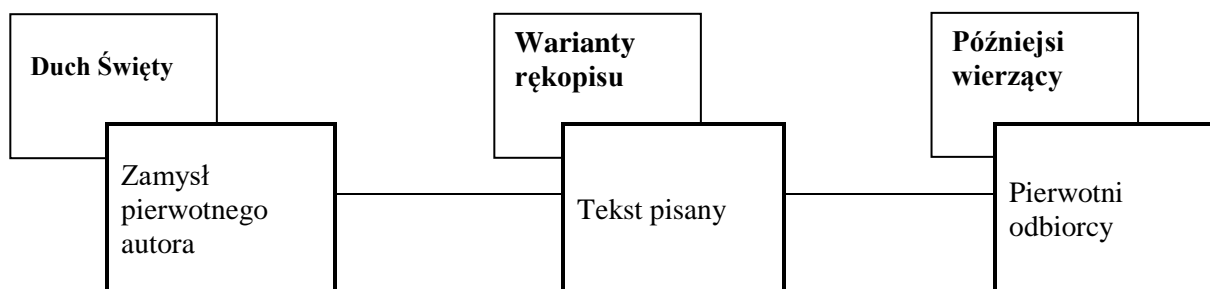 Duch Święty
Warianty
rękopisu
Późniejsi
wierzący
Zamysł
pierwotnego
autora
Tekst pisany
Pierwotni
odbiorcy